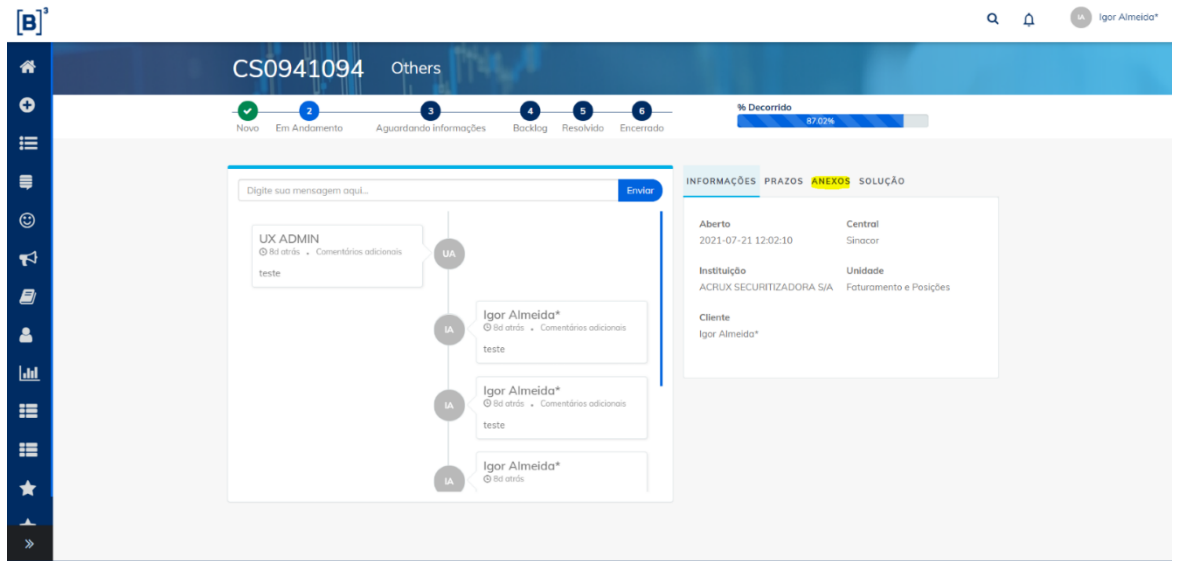 [B]³
IA Igor Almeida*
CS0941094 Others
2 3 4 5 6
Novo Em Andamento Aguardando informações Backlog Resolvido Encerrado
% Decorrido
87.02%
Digite sua mensagem aqui...
Enviar
UX ADMIN
8d atrás . Comentários adicionais
teste
UA
IA
Igor Almeida*
8d atrás . Comentários adicionais
teste
IA
Igor Almeida*
8d atrás . Comentários adicionais
teste
IA
Igor Almeida*
8d atrás
INFORMAÇÕES PRAZOS ANEXOS SOLUÇÃO
Aberto
2021-07-21 12:02:10
Central
Sinacor
Instituição
ACRUX SECURITIZADORA S/A
Unidade
Faturamento e Posições
Cliente
Igor Almeida*